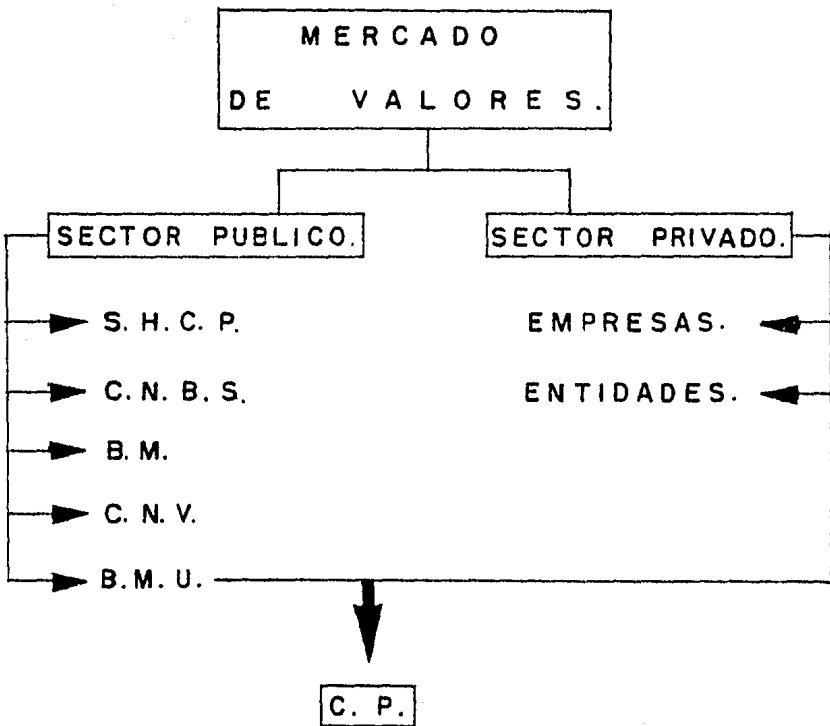 MERCADO
DE VALORES.
SECTOR PUBLICO.
SECTOR PRIVADO.
S. H. C. P.
EMPRESAS.
C. N. B. S.
ENTIDADES.
B. M.
C. N. V.
B. M. U.
C. P.